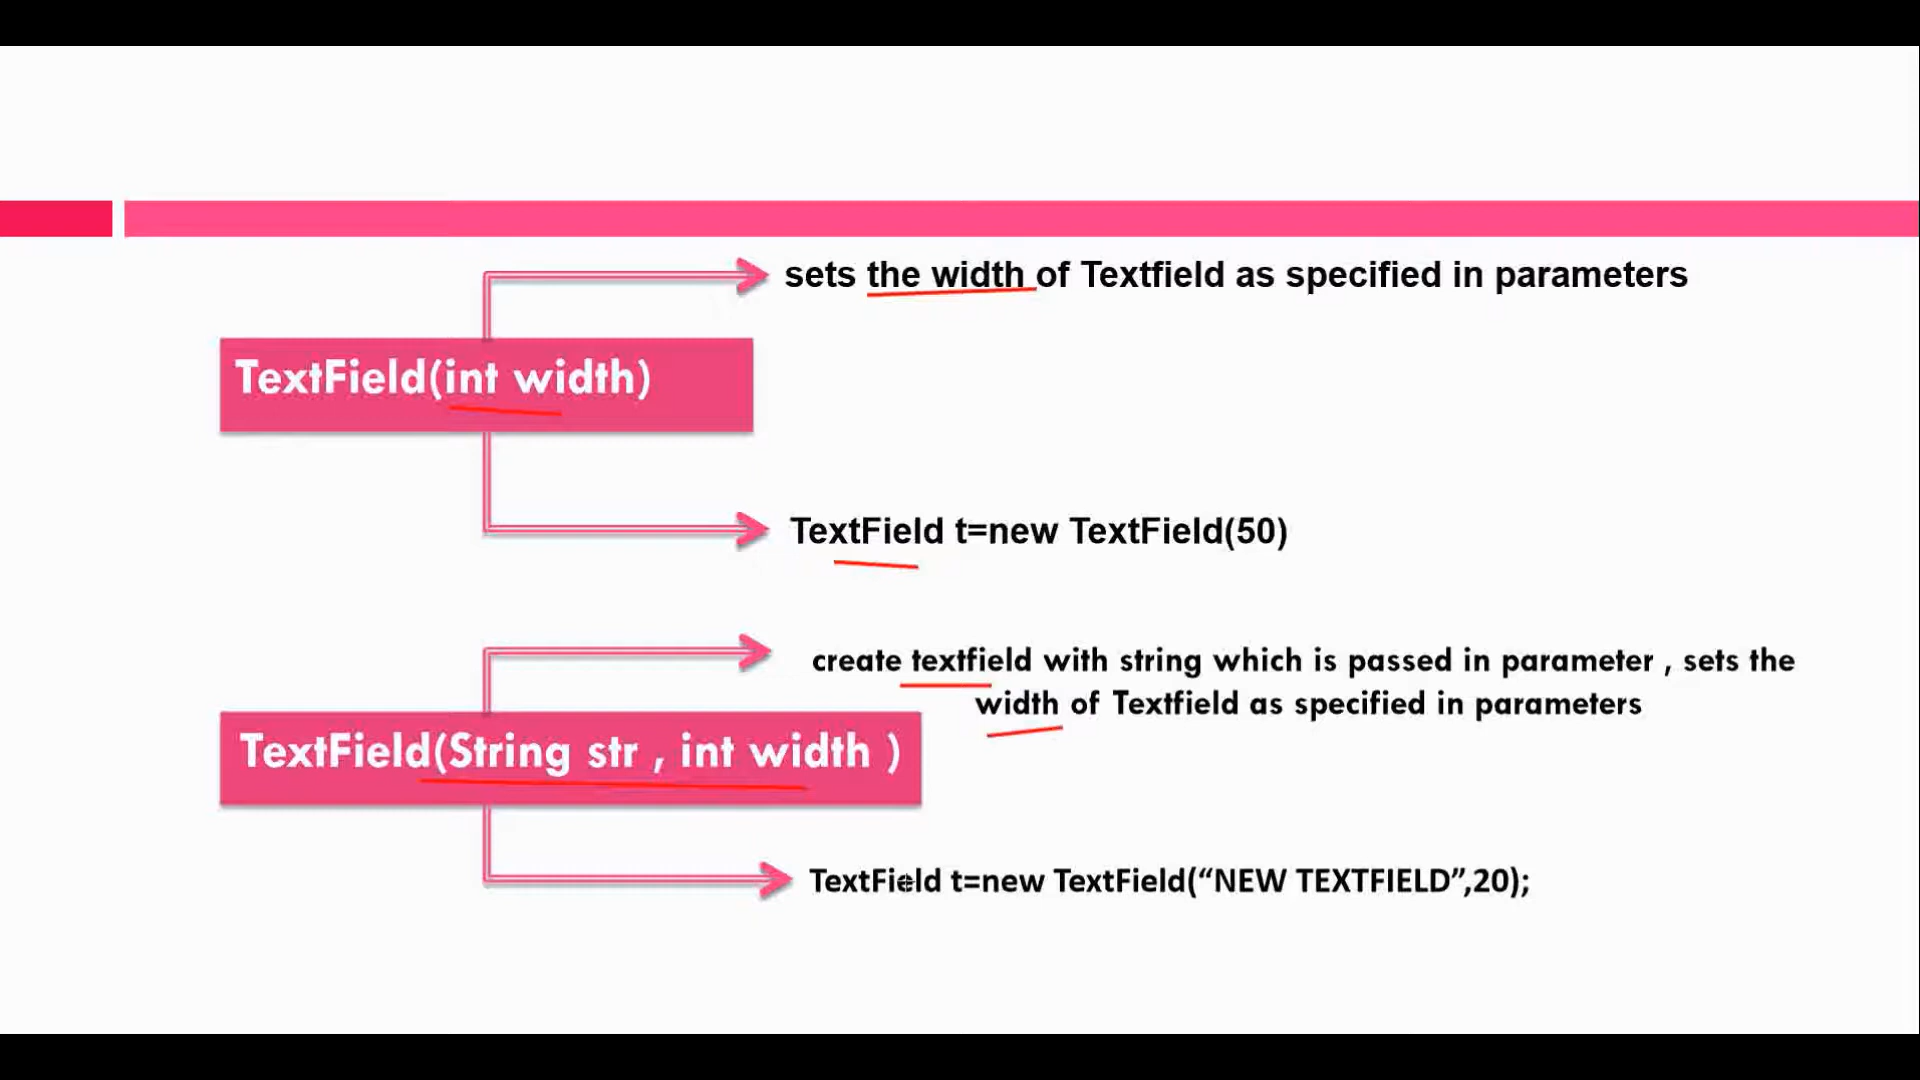 sets the width of Textfield as specified in parameters
TextField(int width)
TextField t=new TextField(50)
create textfield with string which is passed in parameter , sets the
width of Textfield as specified in parameters
TextField(String str , int width )
TextField t=new TextField(“NEW TEXTFIELD”,20);